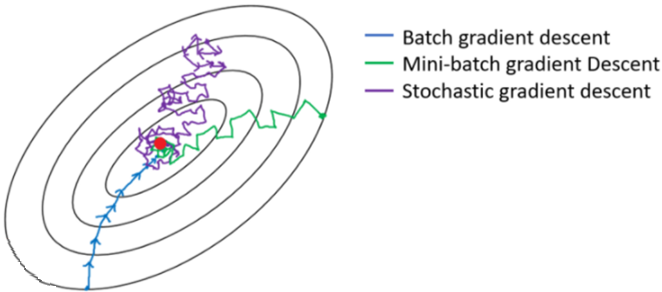 Batch gradient descent
Mini-batch gradient Descent
Stochastic gradient descent